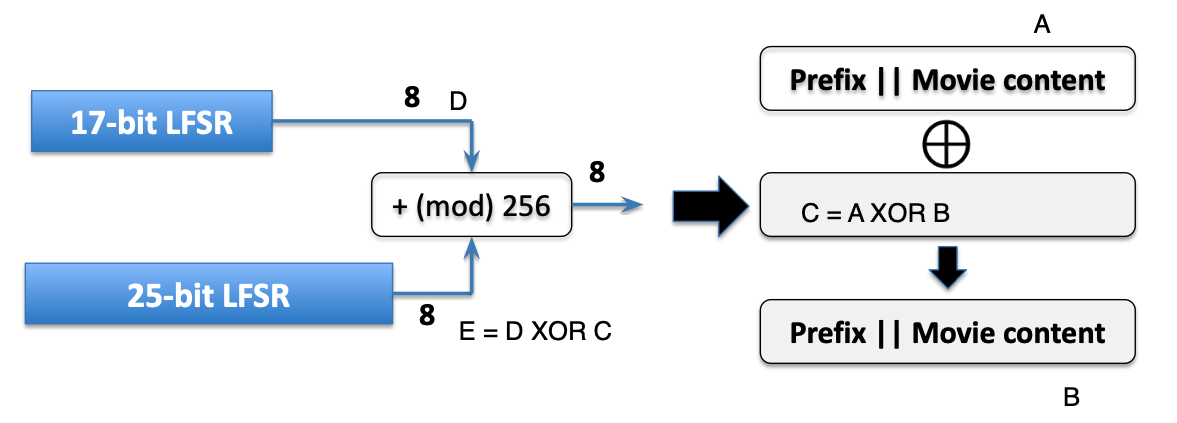 A
Prefix || Movie content
8 D
17-bit LFSR
8
+ (mod) 256
C = A XOR B
25-bit LFSR
8
E = D XOR C
Prefix || Movie content
B